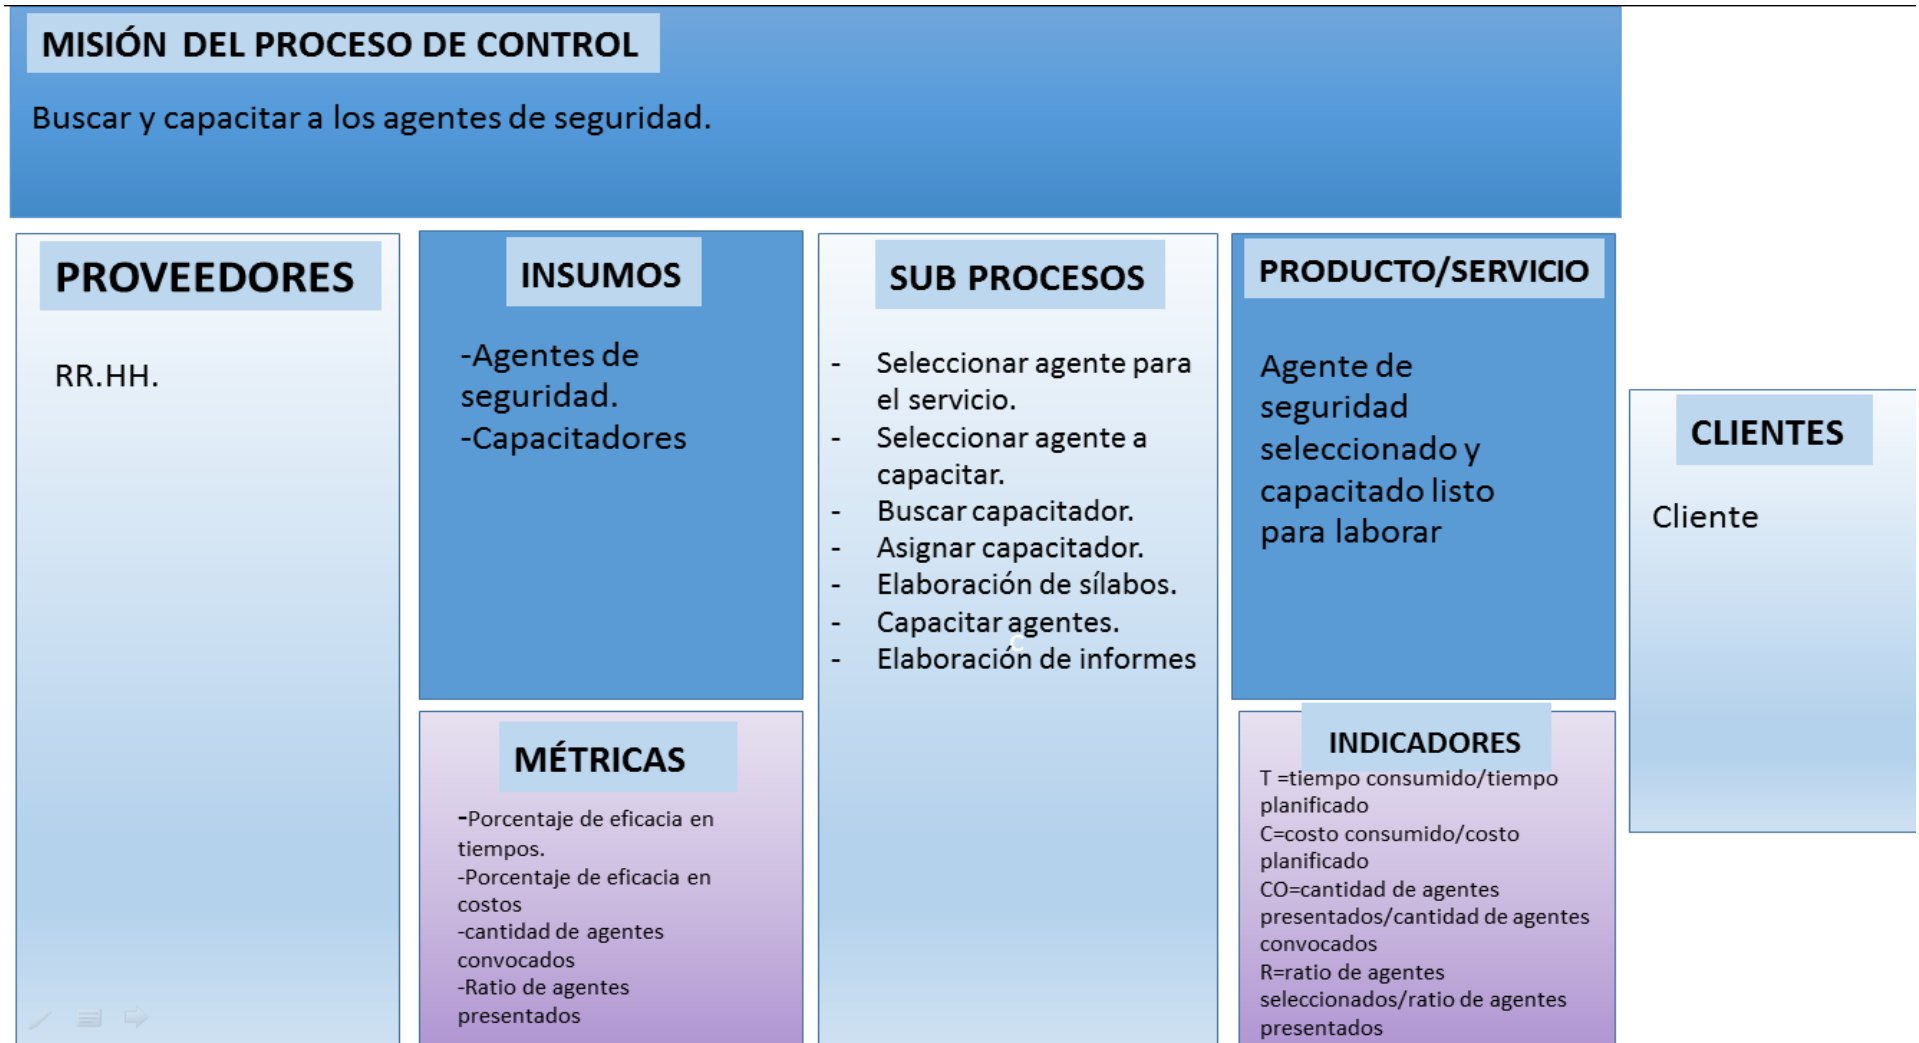 MISIÓN DEL PROCESO DE CONTROL
Buscar y capacitar a los agentes de seguridad.
PROVEEDORES
RR.HH.
INSUMOS
-Agentes de
seguridad.
-Capacitadores
MÉTRICAS
-Porcentaje de eficacia en
tiempos.
-Porcentaje de eficacia en
costos
-cantidad de agentes
convocados
-Ratio de agentes
presentados
SUB PROCESOS
- Seleccionar agente para
el servicio.
- Seleccionar agente a
capacitar.
- Buscar capacitador.
- Asignar capacitador.
- Elaboración de sílabos.
- Capacitar agentes.
C
- Elaboración de informes
PRODUCTO/SERVICIO
Agente de
seguridad
seleccionado y
capacitado listo
para laborar
INDICADORES
T =tiempo consumido/tiempo
planificado
C=costo consumido/costo
planificado
CO=cantidad de agentes
presentados/cantidad de agentes
convocados
R=ratio de agentes
seleccionados/ratio de agentes
presentados
CLIENTES
Cliente